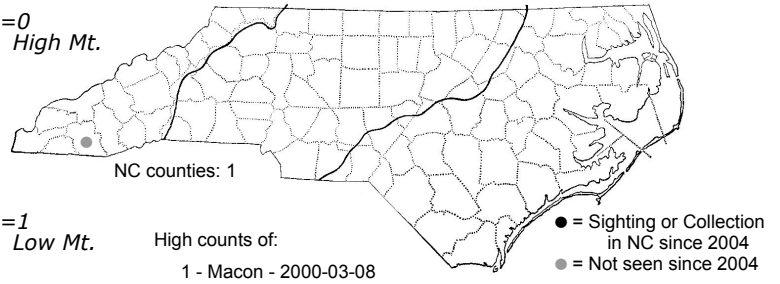 =0
High Mt.
NC counties: 1
=1
Low Mt.
High counts of:
1 - Macon - 2000-03-08
= Sighting or Collection
in NC since 2004
= Not seen since 2004